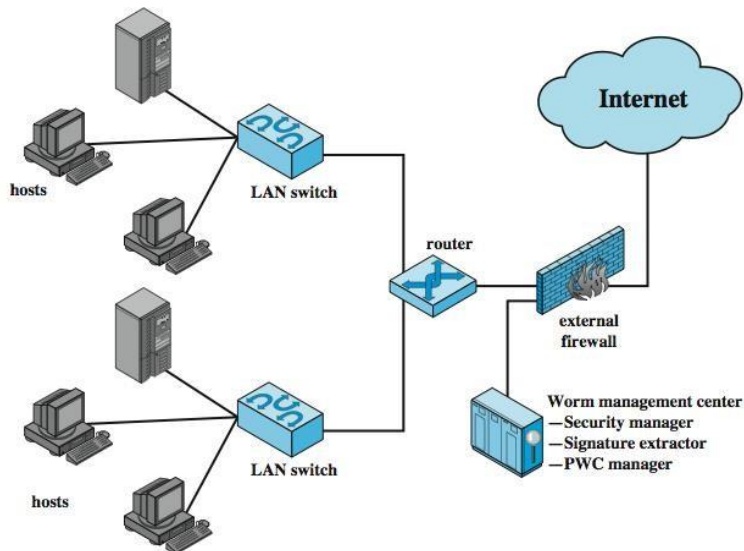 Internet
hosts
LAN switch
router
external
firewall
Worm management center
—Security manager
—Signature extractor
—PWC manager
LAN switch
hosts